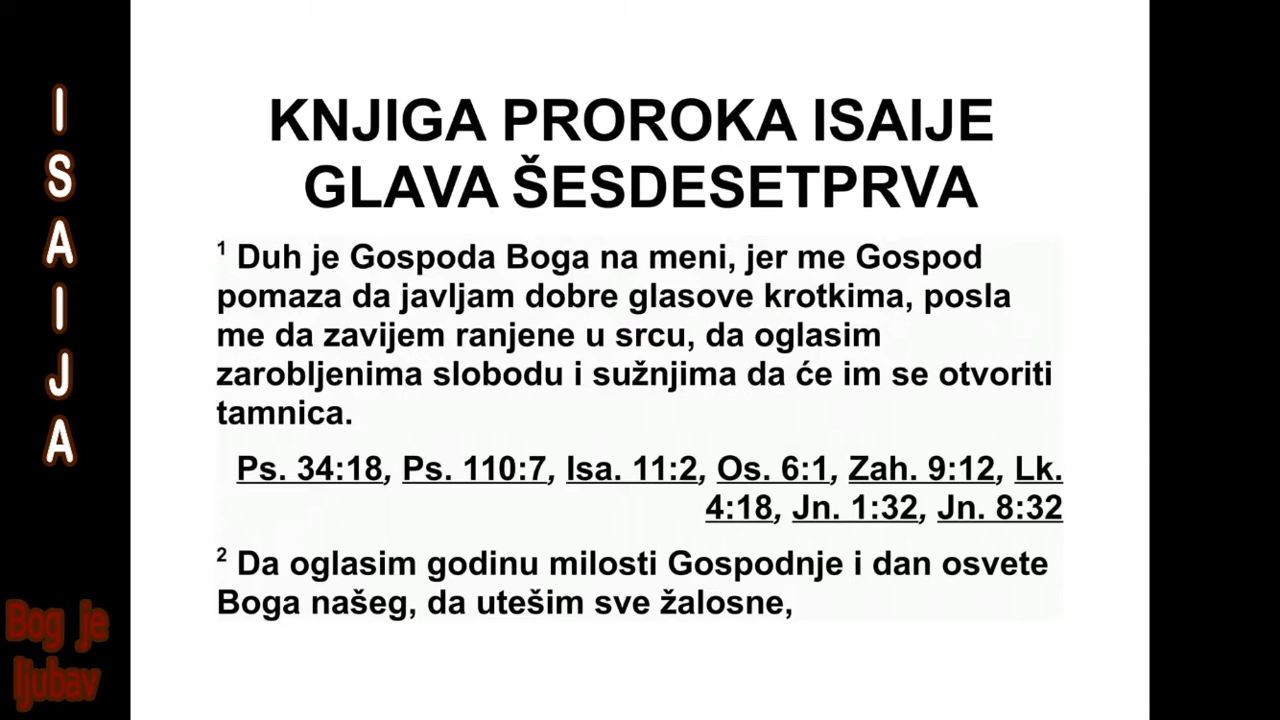 I
S
A
I
J
A
Bog je
ljubav
KNJIGA PROROKA ISAIJE
GLAVA ŠESDESETPRVA
1 Duh je Gospoda Boga na meni, jer me Gospod
pomaza da javljam dobre glasove krotkima, posla
me da zavijem ranjene u srcu, da oglasim
zarobljenima slobodu i sužnjima da će im se otvoriti
tamnica.
Ps. 34:18, Ps. 110:7, Isa. 11:2, Os. 6:1, Zah. 9:12, Lk.
4:18, Jn. 1:32, Jn. 8:32
2 Da oglasim godinu milosti Gospodnje i dan osvete
Boga našeg, da utešim sve žalosne,